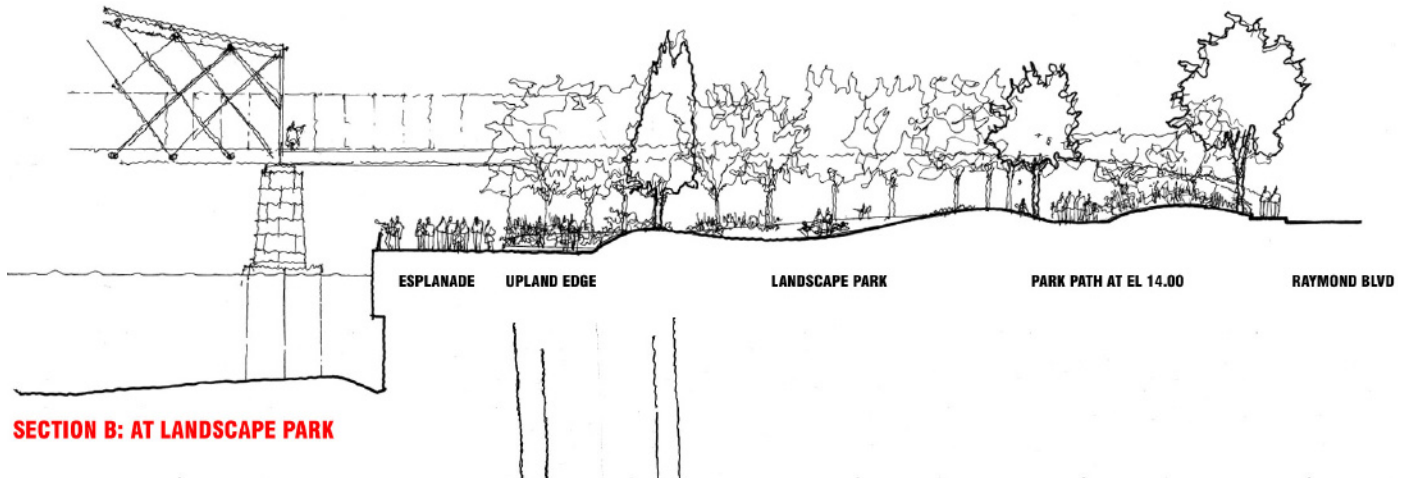 ESPLANADE UPLAND EDGE LANDSCAPE PARK PARK PATH AT EL 14.00 RAYMOND BLVD
SECTION B: AT LANDSCAPE PARK